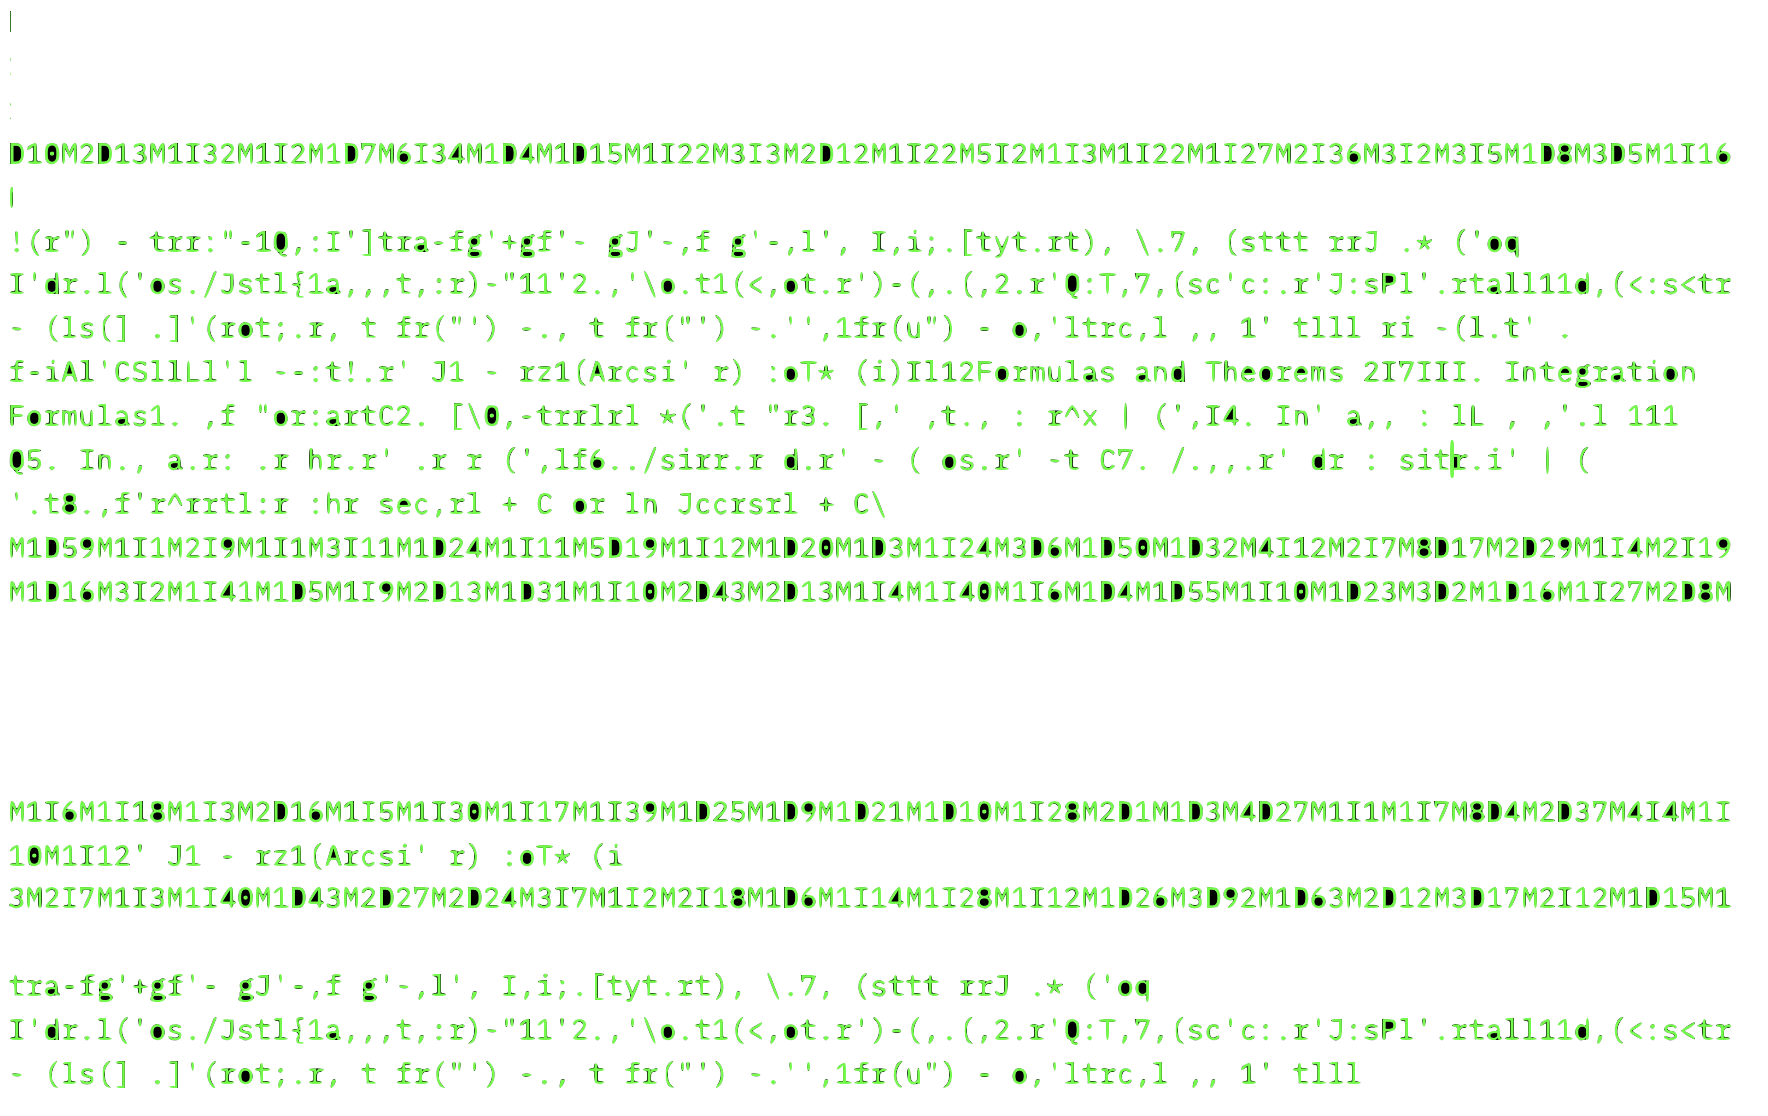 D10M2D13M1I32M1I2M1D7M6I34M1D4M1D15M1I22M3I3M2D12M1I22M5I2M1I3M1I22M1I27M2I36M3I2M3I5M1D8M3D5M1I16
!(r") - trr:"-1Q,:I']tra-fg'+gf'- gJ'-,f g'-,l', I,i;.[tyt.rt), \.7, (sttt rrJ .* ('oq
I'dr.l('os./Jstl{1a,,,t,:r)-"11'2.,'\o.t1(<,ot.r')-(,.(,2.r'Q:T,7,(sc'c:.r'J:sPl'.rtall11d,(<:s<tr
- (ls(] .]'(rot;.r, t fr("') -., t fr("') -.'',1fr(u") - o,'ltrc,l ,, 1' tlll ri -(l.t' .
f-iAl'CSllLl'l --:t!.r' J1 - rz1(Arcsi' r) :oT* (i)Il12Formulas and Theorems 2I7III. Integration
Formulas1. ,f "or:artC2. [\0,-trrlrl *('.t "r3. [,' ,t., : r^x | (',I4. In' a,, : lL , ,'.l 111
Q5. In., a.r: .r hr.r' .r r (',lf6../sirr.r d.r' - ( os.r' -t C7. /.,,.r' dr : sitr.i' | (
'.t8.,f'r^rrtl:r :hr sec,rl + C or ln Jccrsrl + C\
M1D59M1I1M2I9M1I1M3I11M1D24M1I11M5D19M1I12M1D20M1D3M1I24M3D6M1D50M1D32M4I12M2I7M8D17M2D29M1I4M2I19
M1D16M3I2M1I41M1D5M1I9M2D13M1D31M1I10M2D43M2D13M1I4M1I40M1I6M1D4M1D55M1I10M1D23M3D2M1D16M1I27M2D8M
M1I6M1I18M1I3M2D16M1I5M1I30M1I17M1I39M1D25M1D9M1D21M1D10M1I28M2D1M1D3M4D27M1I1M1I7M8D4M2D37M4I4M1I
10M1I12' J1 - rz1(Arcsi' r) :oT* (i
3M2I7M1I3M1I40M1D43M2D27M2D24M3I7M1I2M2I18M1D6M1I14M1I28M1I12M1D26M3D92M1D63M2D12M3D17M2I12M1D15M1
tra-fg'+gf'- gJ'-,f g'-,l', I,i;.[tyt.rt), \.7, (sttt rrJ .* ('oq
I'dr.l('os./Jstl{1a,,,t,:r)-"11'2.,'\o.t1(<,ot.r')-(,.(,2.r'Q:T,7,(sc'c:.r'J:sPl'.rtall11d,(<:s<tr
- (ls(] .]'(rot;.r, t fr("') -., t fr("') -.'',1fr(u") - o,'ltrc,l ,, 1' tlll